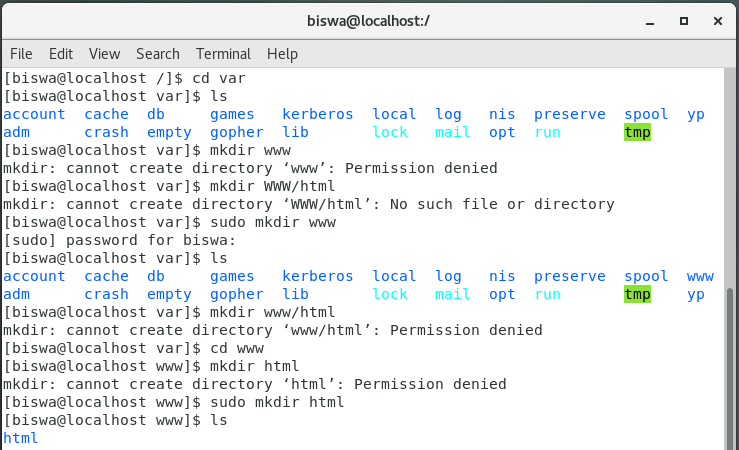 biswa@localhost:/
File Edit View Search Terminal Help
[biswa@localhost /]$ cd var
[biswa@localhost var]$ ls
account  cache  db     games   kerberos  local  log   nis  preserve  spool  yp
adm      crash  empty  gopher  lib       lock   mail  opt  run       tmp
[biswa@localhost var]$ mkdir www
mkdir: cannot create directory ‘www’: Permission denied
[biswa@localhost var]$ mkdir WWW/html
mkdir: cannot create directory ‘WWW/html’: No such file or directory
[biswa@localhost var]$ sudo mkdir www
[sudo] password for biswa:
[biswa@localhost var]$ ls
account  cache  db     games   kerberos  local  log   nis  preserve  spool  www
adm      crash  empty  gopher  lib       lock   mail  opt  run       tmp    yp
[biswa@localhost var]$ mkdir www/html
mkdir: cannot create directory ‘www/html’: Permission denied
[biswa@localhost var]$ cd www
[biswa@localhost www]$ mkdir html
mkdir: cannot create directory ‘html’: Permission denied
[biswa@localhost www]$ sudo mkdir html
[biswa@localhost www]$ ls
html